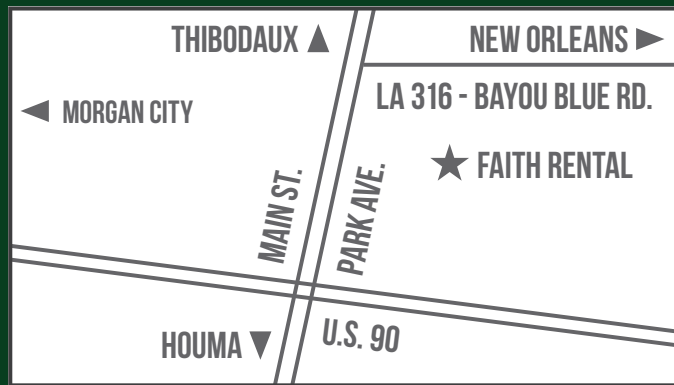 THIBODAUX ▲
NEW ORLEANS ►
◄ MORGAN CITY
LA 316 - BAYOU BLUE RD.
★ FAITH RENTAL
MAIN ST.
PARK AVE.
HOUMA ▼
U.S. 90